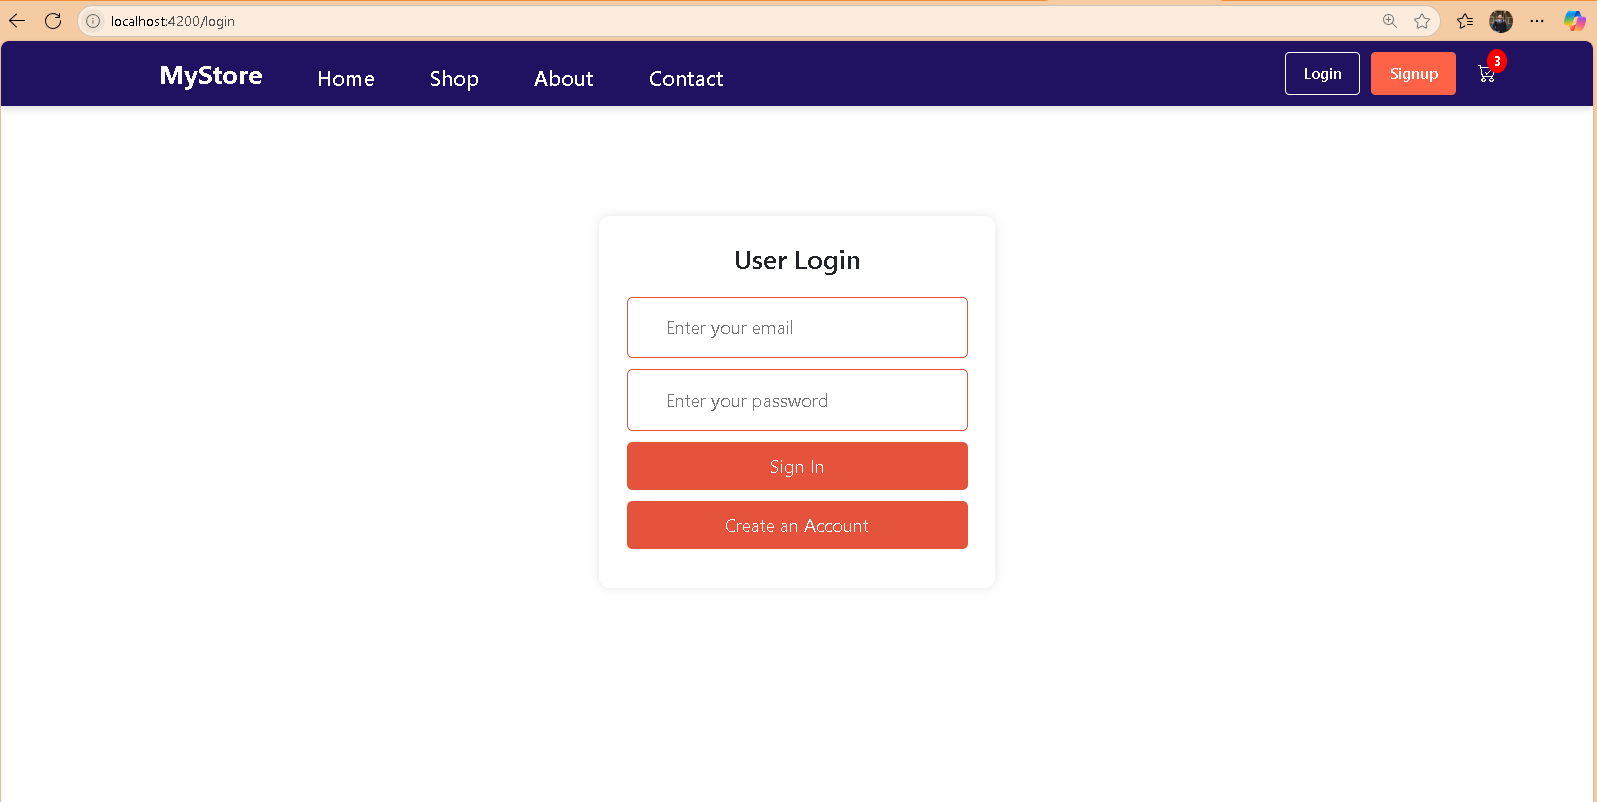 localhost:4200/login
MyStore Home Shop About Contact Login Signup 3
User Login
Enter your email
Enter your password
Sign In
Create an Account